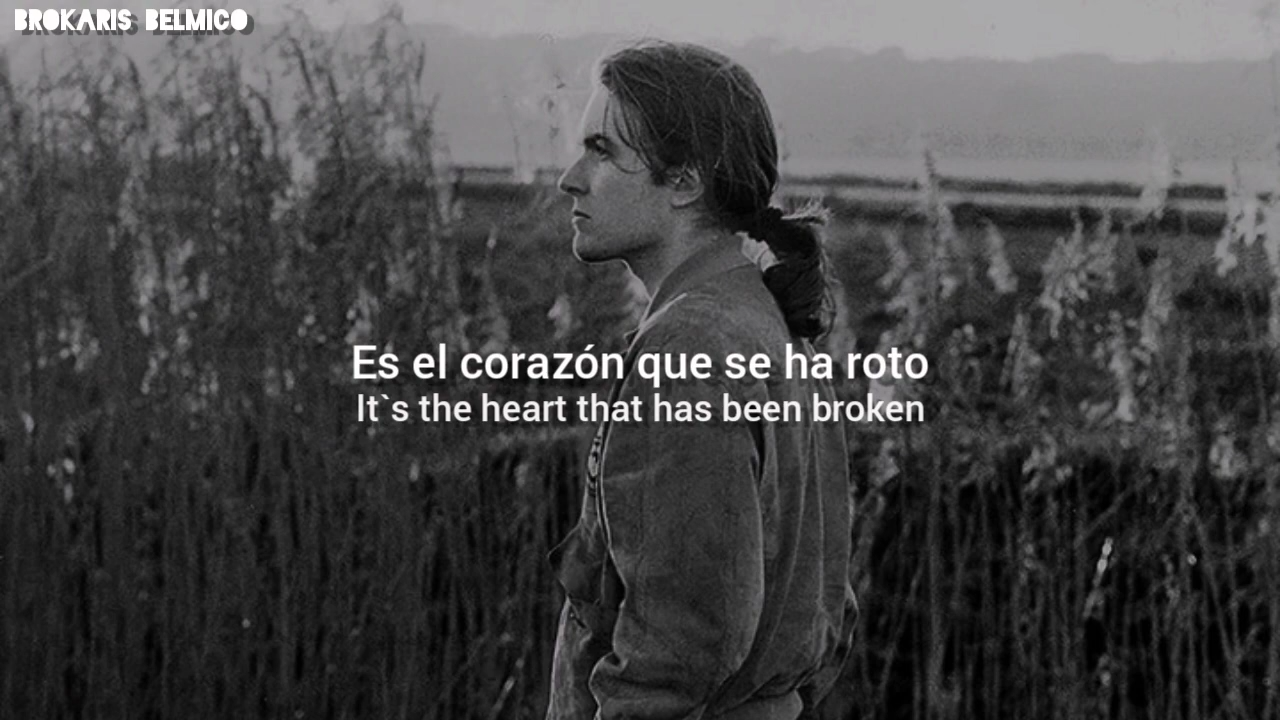 BROKARIS BELMICO
Es el corazón que se ha roto
It`s the heart that has been broken